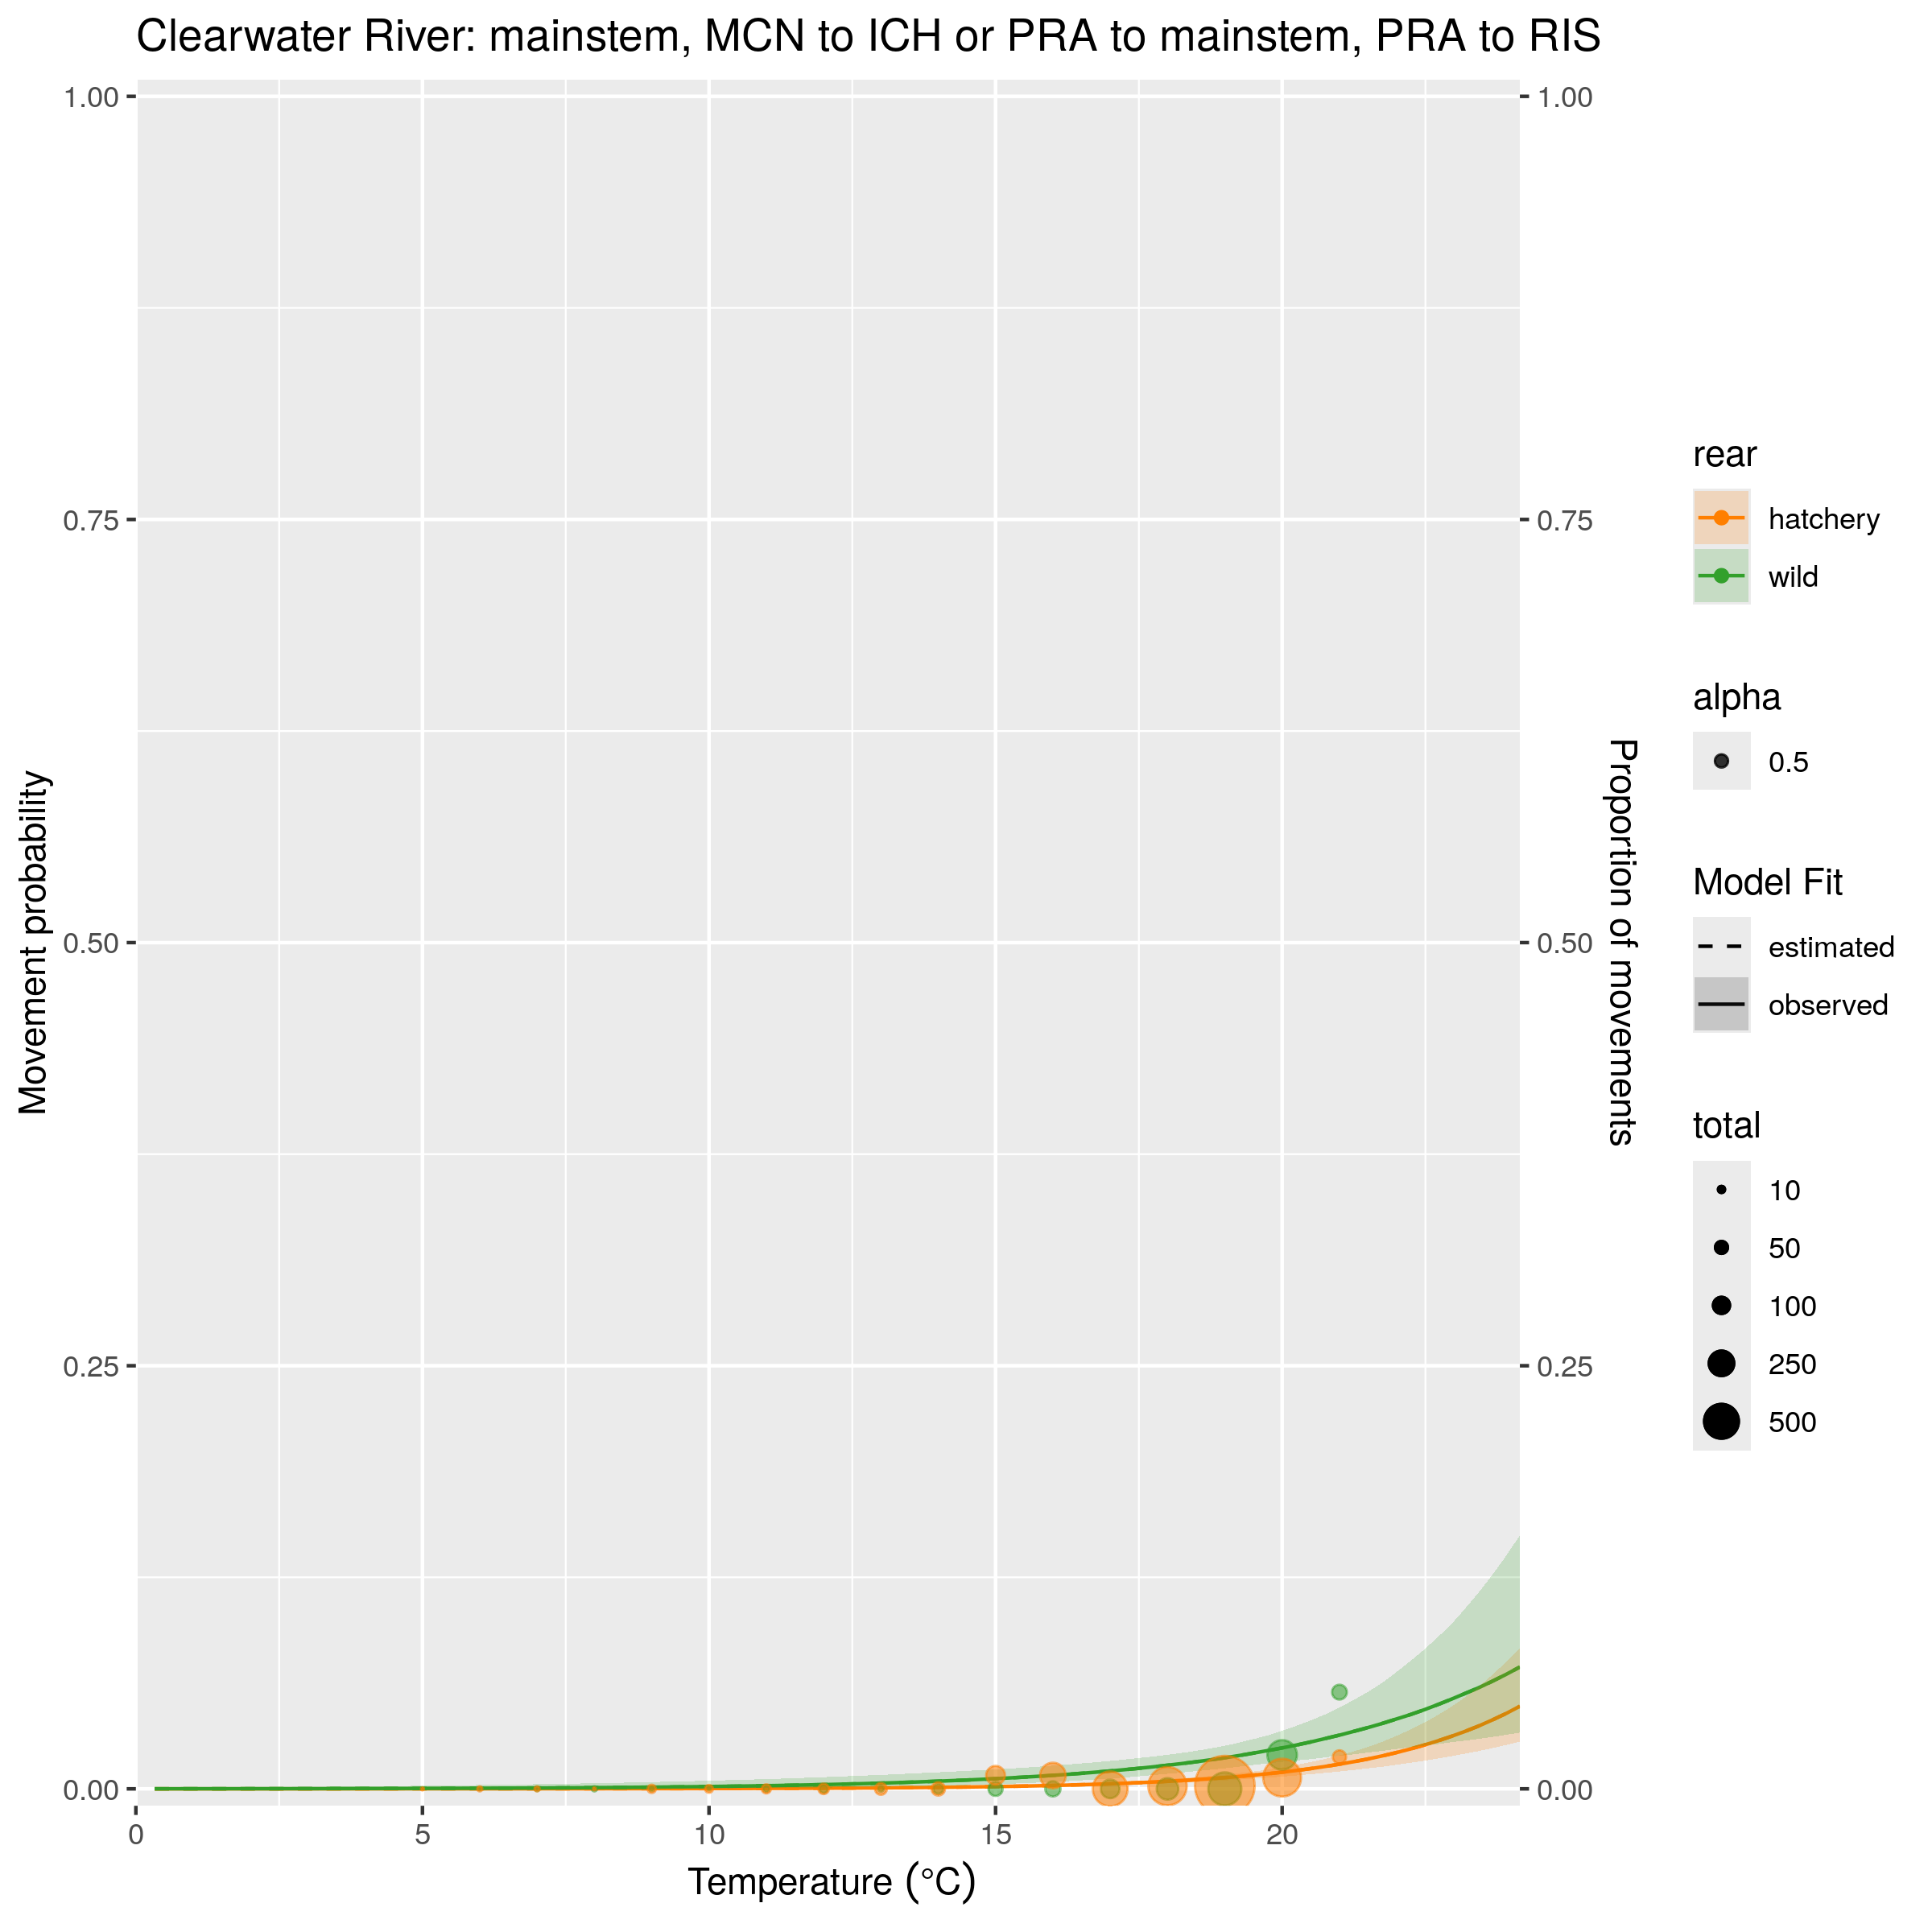 Clearwater River: mainstem, MCN to ICH or PRA to mainstem, PRA to RIS
Movement probability
1.00
0.75
0.50
0.25
0.00
0
5
10
15
20
Temperature (°C)
1.00
0.75
0.50
0.25
0.00
Proportion of movements
rear
hatchery
wild
alpha
0.5
Model Fit
estimated
observed
total
10
50
100
250
500